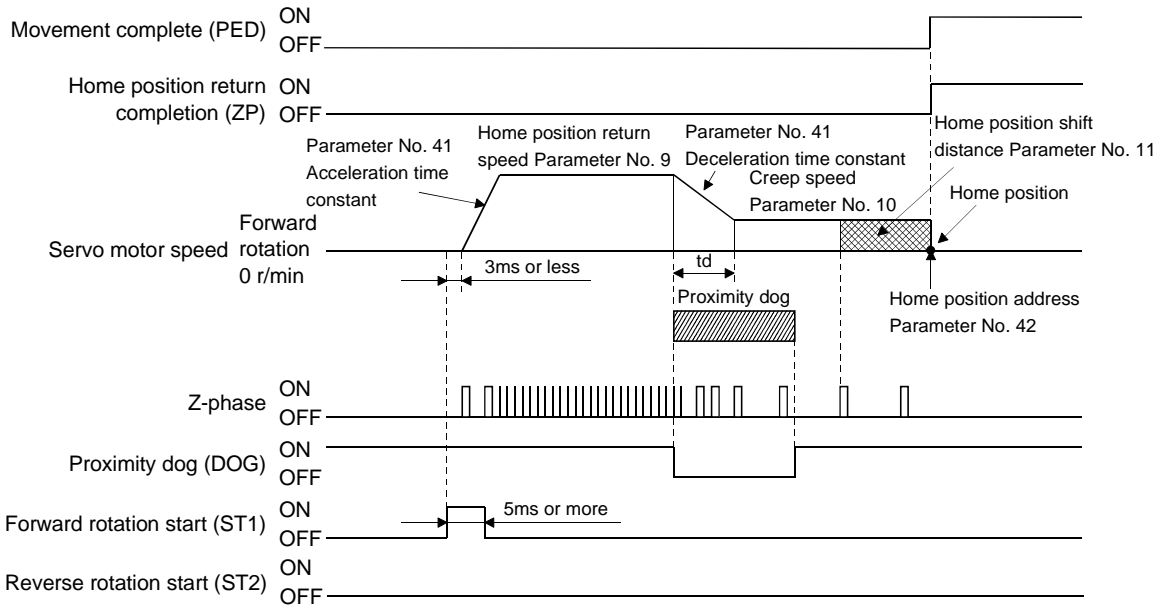 Movement complete (PED)
ON
OFF
Home position return
completion (ZP)
ON
OFF
Parameter No. 41
Acceleration time
constant
Home position return
speed Parameter No. 9
Parameter No. 41
Deceleration time constant
Creep speed
Parameter No. 10
Home position shift
distance Parameter No. 11
Home position
Servo motor speed
Forward
rotation
0 r/min
3ms or less
td
Proximity dog
Home position address
Parameter No. 42
Z-phase
ON
OFF
Proximity dog (DOG)
ON
OFF
Forward rotation start (ST1)
ON
OFF
5ms or more
Reverse rotation start (ST2)
ON
OFF